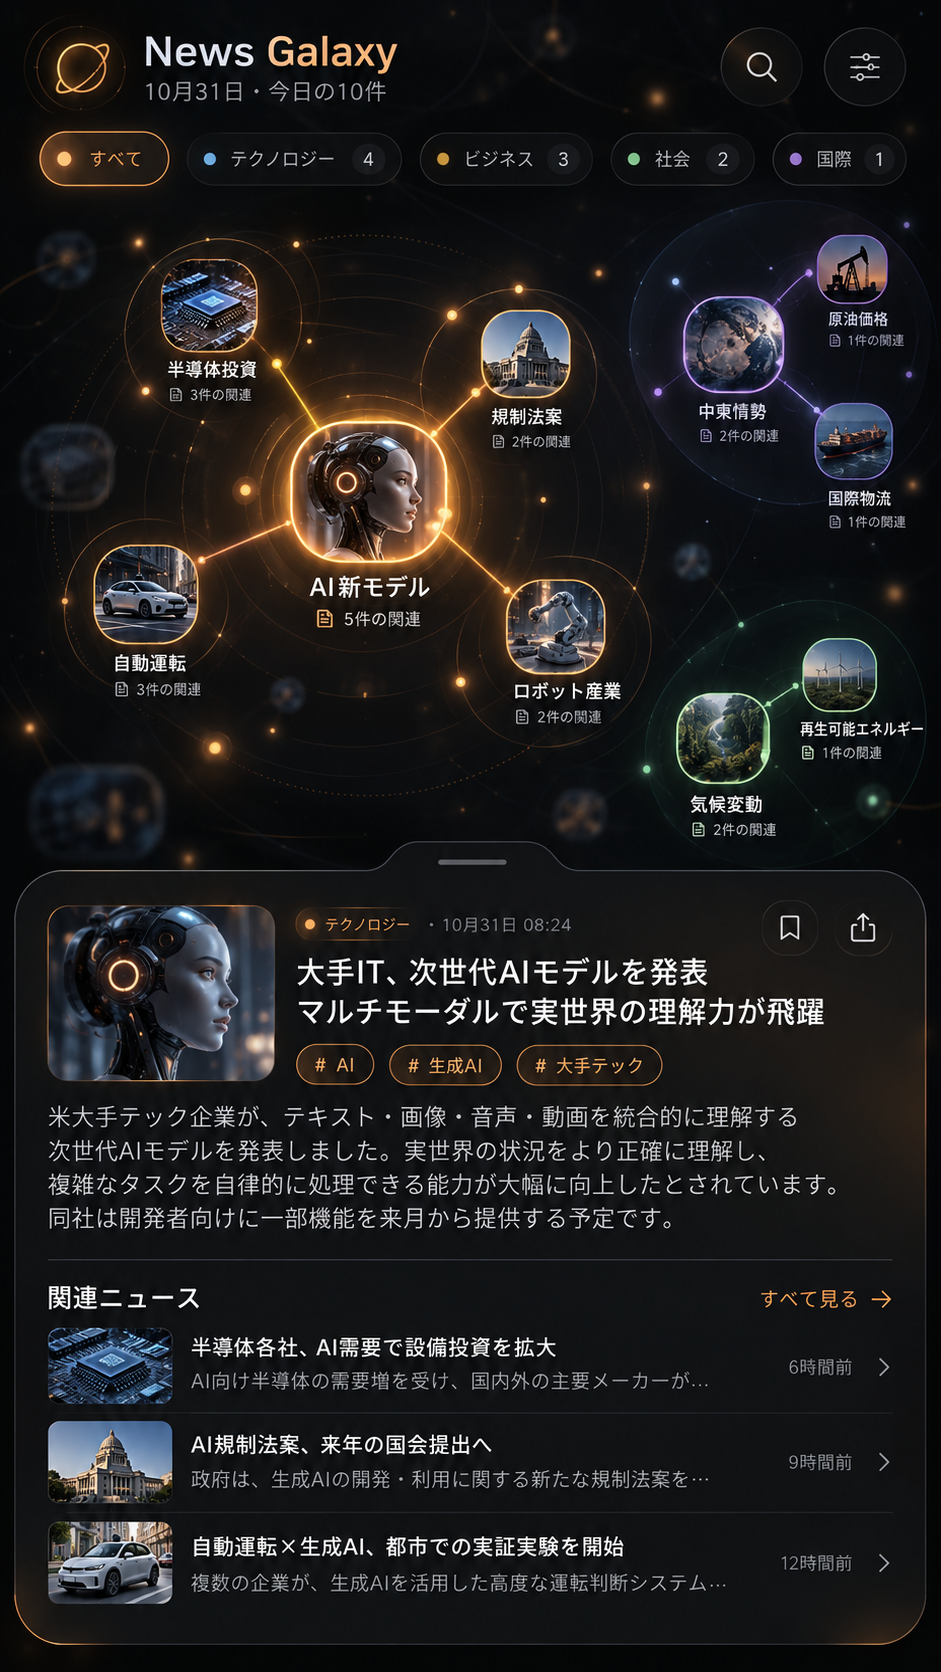 News Galaxy
10月31日・今日の10件
すべて
テクノロジー 4
ビジネス 3
社会 2
国際 1
半導体投資
3件の関連
規制法案
2件の関連
AI新モデル
5件の関連
自動運転
3件の関連
ロボット産業
2件の関連
原油価格
1件の関連
中東情勢
2件の関連
国際物流
1件の関連
再生可能エネルギー
1件の関連
気候変動
2件の関連
テクノロジー ・10月31日 08:24
大手IT、次世代AIモデルを発表
マルチモーダルで実世界の理解力が飛躍
# AI
# 生成AI
# 大手テック
米大手テック企業が、テキスト・画像・音声・動画を統合的に理解する
次世代AIモデルを発表しました。実世界の状況をより正確に理解し、
複雑なタスクを自律的に処理できる能力が大幅に向上したとされています。
同社は開発者向けに一部機能を来月から提供する予定です。
関連ニュース
すべて見る →
半導体各社、AI需要で設備投資を拡大
AI向け半導体の需要増を受け、国内外の主要メーカーが…
6時間前
AI規制法案、来年の国会提出へ
政府は、生成AIの開発・利用に関する新たな規制法案を…
9時間前
自動運転×生成AI、都市での実証実験を開始
複数の企業が、生成AIを活用した高度な運転判断システム…
12時間前